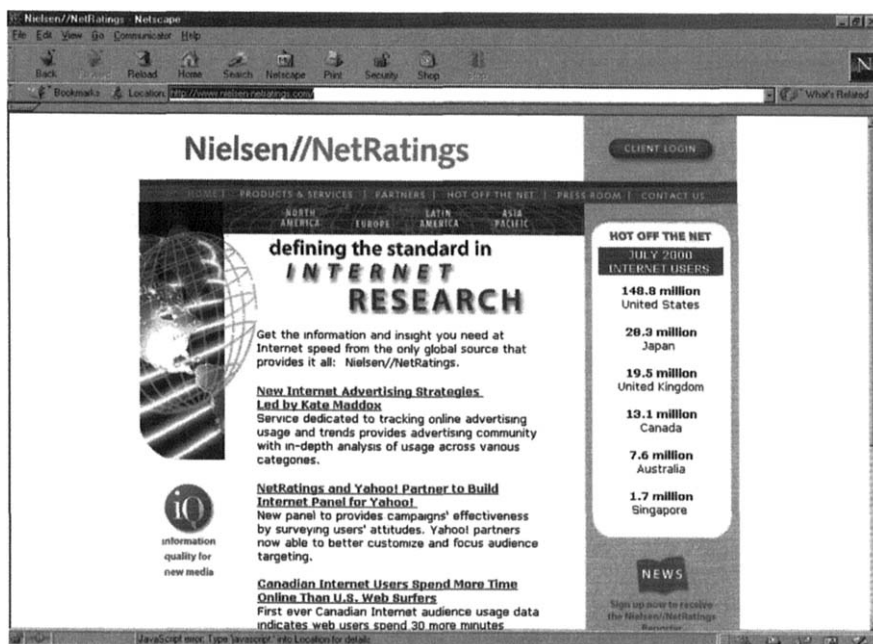 Nielsen//NetRatings - Netscape
File Edit View Go Communicator Help
Back Forward Reload Home Search Netscape Print Security Shop Stop
Bookmarks Location: http://www.nielsen-netratings.com/ What's Related
N
Nielsen//NetRatings
CLIENT LOGIN
HOME | PRODUCTS & SERVICES | PARTNERS | HOT OFF THE NET | PRESS ROOM | CONTACT US
NORTH AMERICA EUROPE LATIN AMERICA ASIA PACIFIC
defining the standard in
INTERNET
RESEARCH
Get the information and insight you need at
Internet speed from the only global source that
provides it all: Nielsen//NetRatings.
New Internet Advertising Strategies
Led by Kate Maddox
Service dedicated to tracking online advertising
usage and trends provides advertising community
with in-depth analysis of usage across various
categories.
NetRatings and Yahoo! Partner to Build
Internet Panel for Yahoo!
New panel to provides campaigns' effectiveness
by surveying users' attitudes. Yahoo! partners
now able to better customize and focus audience
targeting.
Canadian Internet Users Spend More Time
Online Than U.S. Web Surfers
First ever Canadian Internet audience usage data
indicates web users spend 30 more minutes
iQ
information
quality for
new media
HOT OFF THE NET
JULY 2000
INTERNET USERS
148.8 million
United States
28.3 million
Japan
19.5 million
United Kingdom
13.1 million
Canada
7.6 million
Australia
1.7 million
Singapore
NEWS
Sign up now to receive
the Nielsen//NetRatings
Reporter
JavaScript error: Type 'javascript:' into Location for details